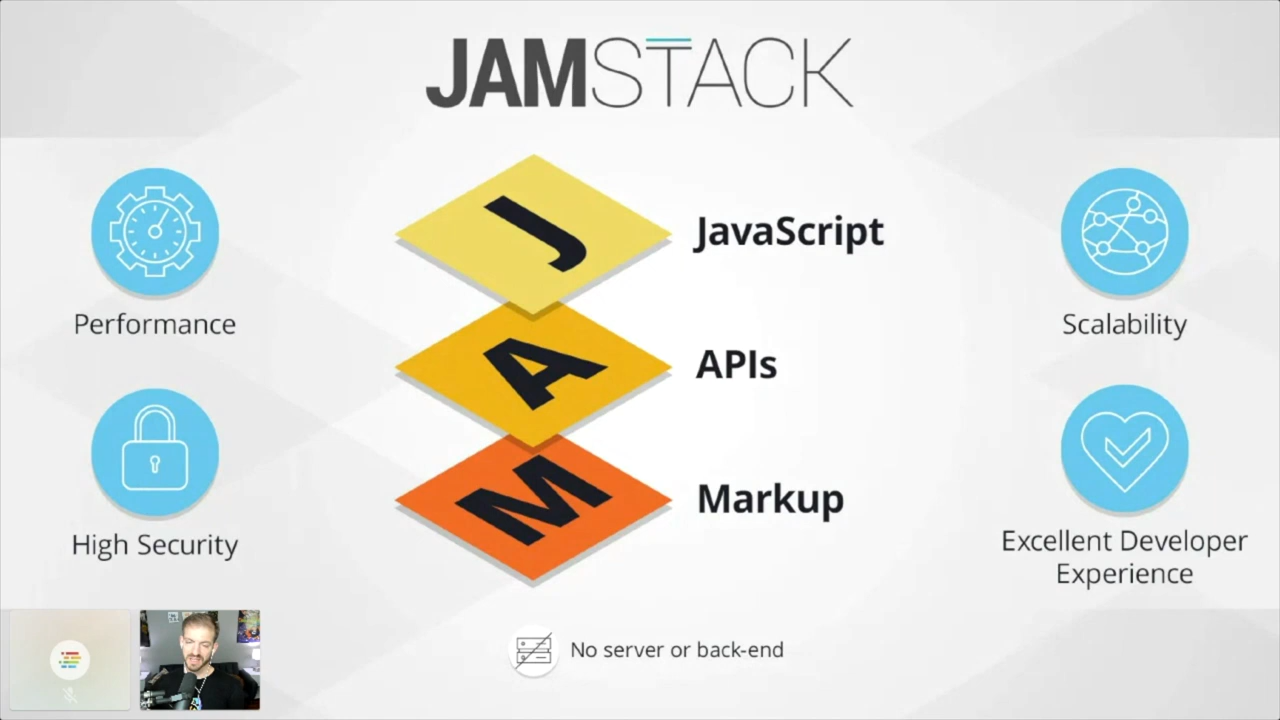 JAMSTACK
J
JavaScript
A
APIs
M
Markup
Performance
High Security
Scalability
Excellent Developer
Experience
No server or back-end